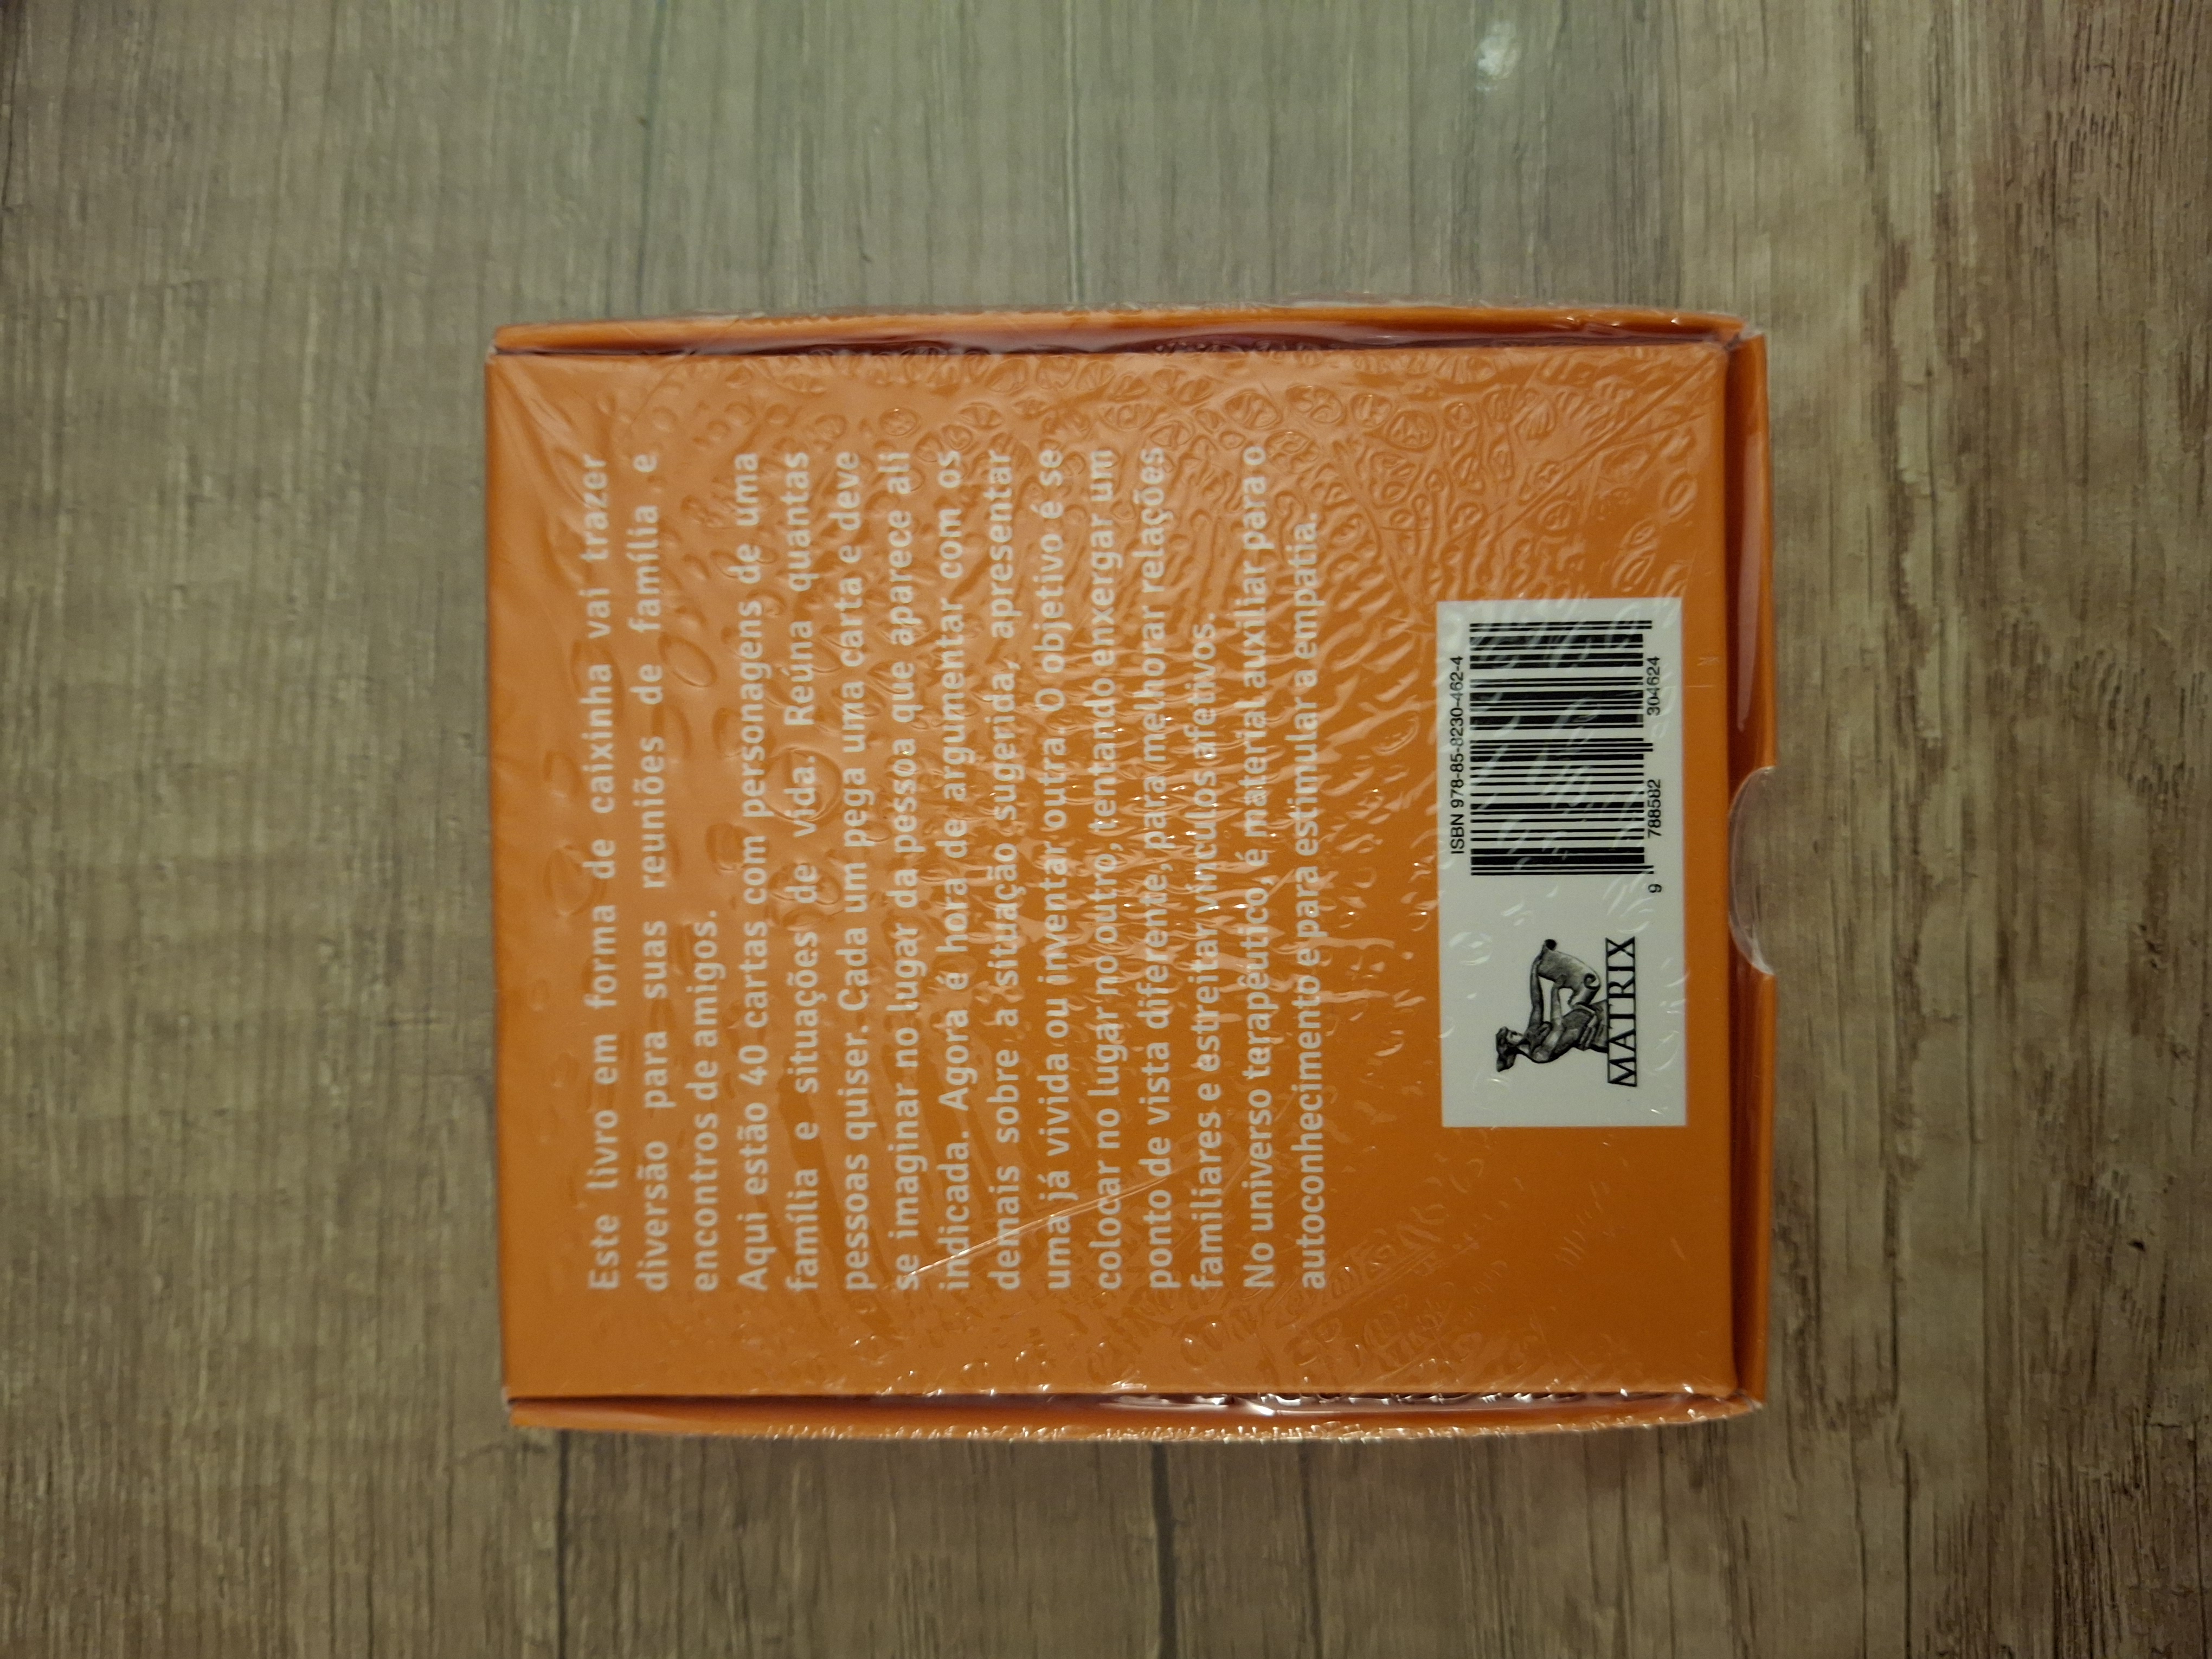 Este livro em forma de caixinha vai trazer
diversão para suas reuniões de família e
encontros de amigos.
Aqui estão 40 cartas com personagens de uma
família e situações de vida. Reúna quantas
pessoas quiser. Cada um pega uma carta e deve
se imaginar no lugar da pessoa que aparece ali
indicada. Agora é hora de argumentar com os
demais sobre a situação sugerida, apresentar
uma já vivida ou inventar outra. O objetivo é se
colocar no lugar no outro, tentando enxergar um
ponto de vista diferente, para melhorar relações
familiares e estreitar vínculos afetivos.
No universo terapêutico, é material auxiliar para o
autoconhecimento e para estimular a empatia.
MATRIX
ISBN 978-85-8230-462-4
9 788582 304624